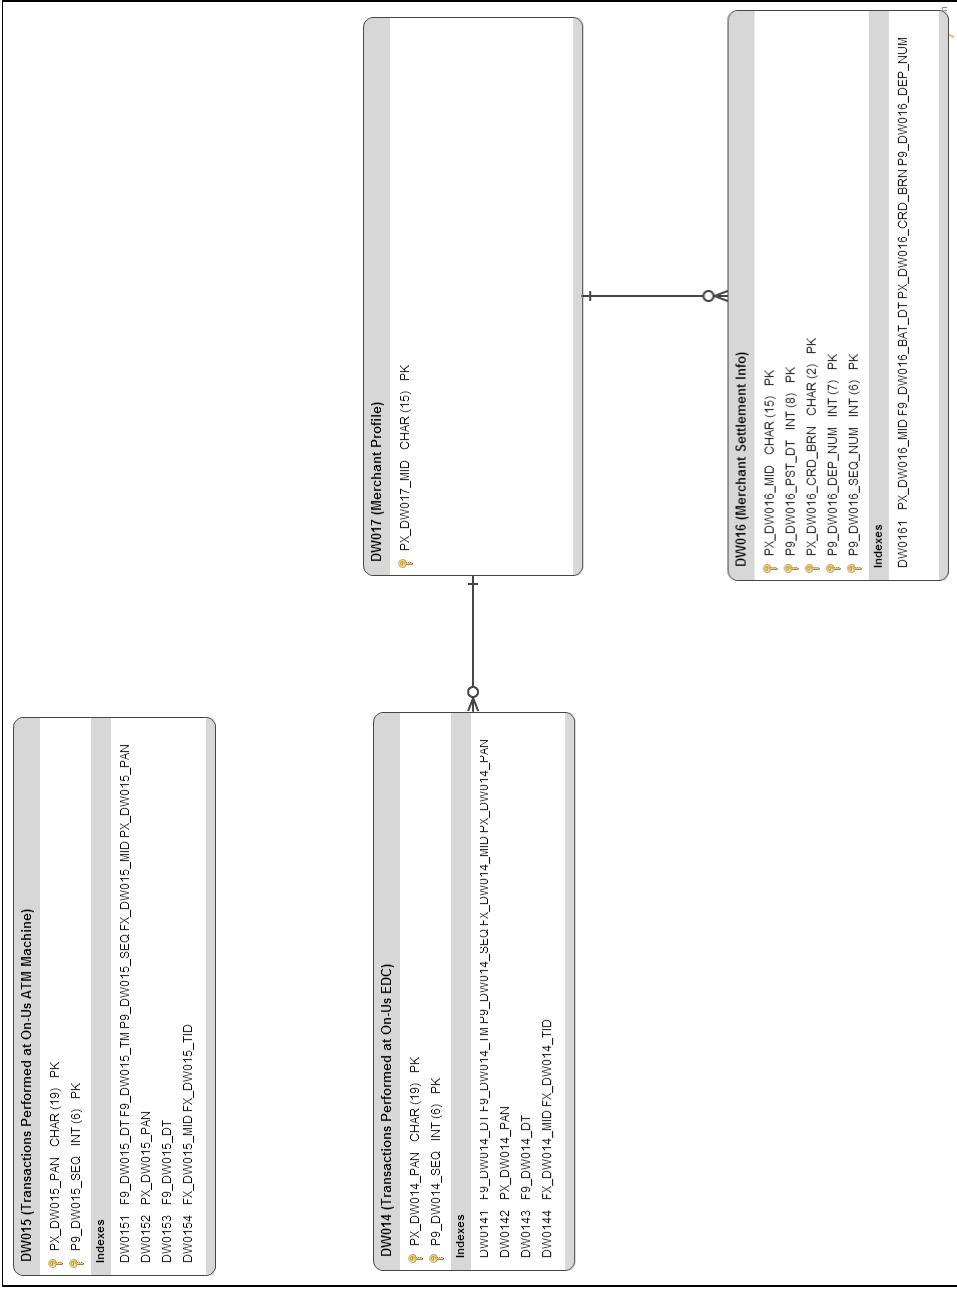 DW015 (Transactions Performed at On-Us ATM Machine)
PX_DW015_PAN CHAR (19) PK
P9_DW015_SEQ INT (6) PK
Indexes
DW0151 F9_DW015_DT F9_DW015_TM P9_DW015_SEQ FX_DW015_MID PX_DW015_PAN
DW0152 PX_DW015_PAN
DW0153 F9_DW015_DT
DW0154 FX_DW015_MID FX_DW015_TID
DW014 (Transactions Performed at On-Us EDC)
PX_DW014_PAN CHAR (19) PK
P9_DW014_SEQ INT (6) PK
Indexes
DW0141 F9_DW014_DT F9_DW014_TM P9_DW014_SEQ FX_DW014_MID PX_DW014_PAN
DW0142 PX_DW014_PAN
DW0143 F9_DW014_DT
DW0144 FX_DW014_MID FX_DW014_TID
DW017 (Merchant Profile)
PX_DW017_MID CHAR (15) PK
DW016 (Merchant Settlement Info)
PX_DW016_MID CHAR (15) PK
P9_DW016_PST_DT INT (8) PK
PX_DW016_CRD_BRN CHAR (2) PK
P9_DW016_DEP_NUM INT (7) PK
P9_DW016_SEQ_NUM INT (6) PK
Indexes
DW0161 PX_DW016_MID F9_DW016_BAT_DT PX_DW016_CRD_BRN P9_DW016_DEP_NUM